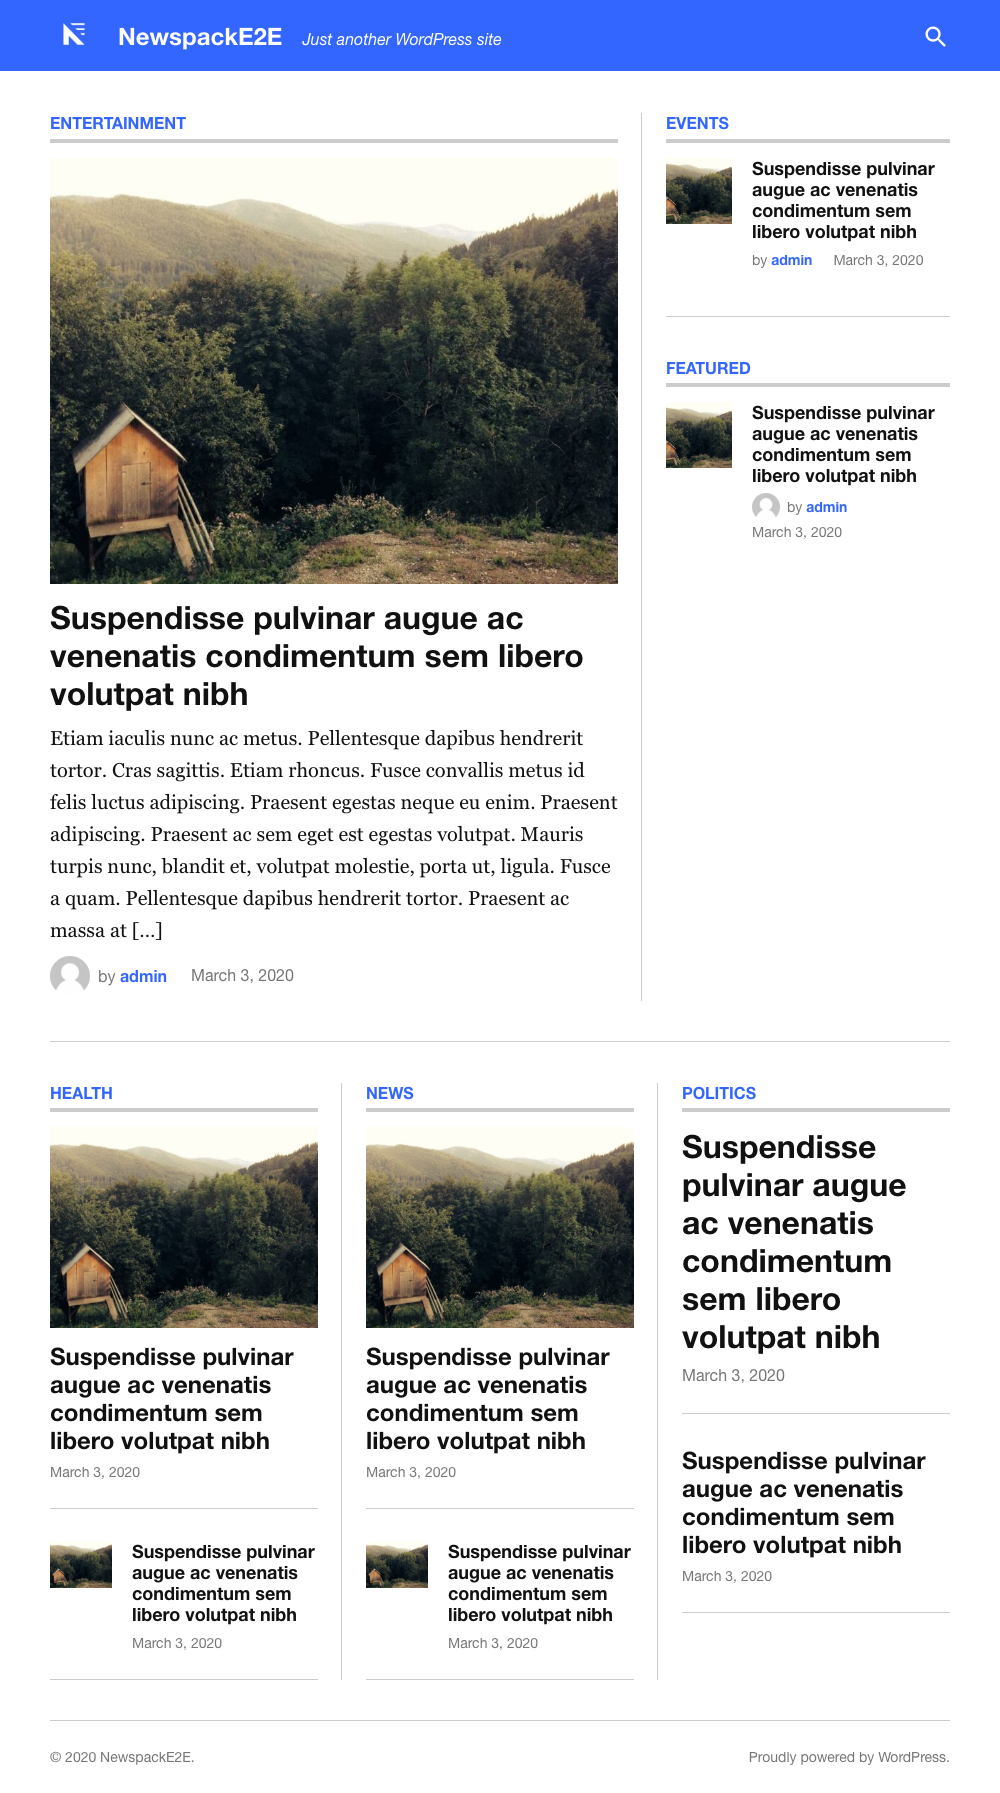 NewspackE2E Just another WordPress site
ENTERTAINMENT
Suspendisse pulvinar augue ac
venenatis condimentum sem libero
volutpat nibh
Etiam iaculis nunc ac metus. Pellentesque dapibus hendrerit
tortor. Cras sagittis. Etiam rhoncus. Fusce convallis metus id
felis luctus adipiscing. Praesent egestas neque eu enim. Praesent
adipiscing. Praesent ac sem eget est egestas volutpat. Mauris
turpis nunc, blandit et, volutpat molestie, porta ut, ligula. Fusce
a quam. Pellentesque dapibus hendrerit tortor. Praesent ac
massa at [...]
by admin March 3, 2020
EVENTS
Suspendisse pulvinar
augue ac venenatis
condimentum sem
libero volutpat nibh
by admin March 3, 2020
FEATURED
Suspendisse pulvinar
augue ac venenatis
condimentum sem
libero volutpat nibh
by admin
March 3, 2020
HEALTH
Suspendisse pulvinar
augue ac venenatis
condimentum sem
libero volutpat nibh
March 3, 2020
Suspendisse pulvinar
augue ac venenatis
condimentum sem
libero volutpat nibh
March 3, 2020
NEWS
Suspendisse pulvinar
augue ac venenatis
condimentum sem
libero volutpat nibh
March 3, 2020
Suspendisse pulvinar
augue ac venenatis
condimentum sem
libero volutpat nibh
March 3, 2020
POLITICS
Suspendisse
pulvinar augue
ac venenatis
condimentum
sem libero
volutpat nibh
March 3, 2020
Suspendisse pulvinar
augue ac venenatis
condimentum sem
libero volutpat nibh
March 3, 2020
© 2020 NewspackE2E.
Proudly powered by WordPress.